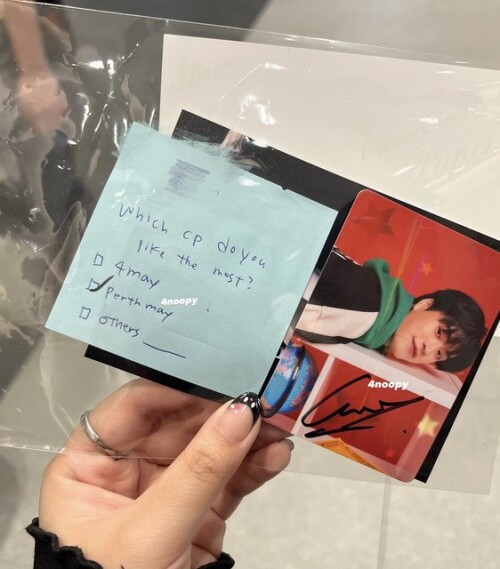 Which cp do you
like the most?
4may
Perthmay
4noopy
others
4noopy